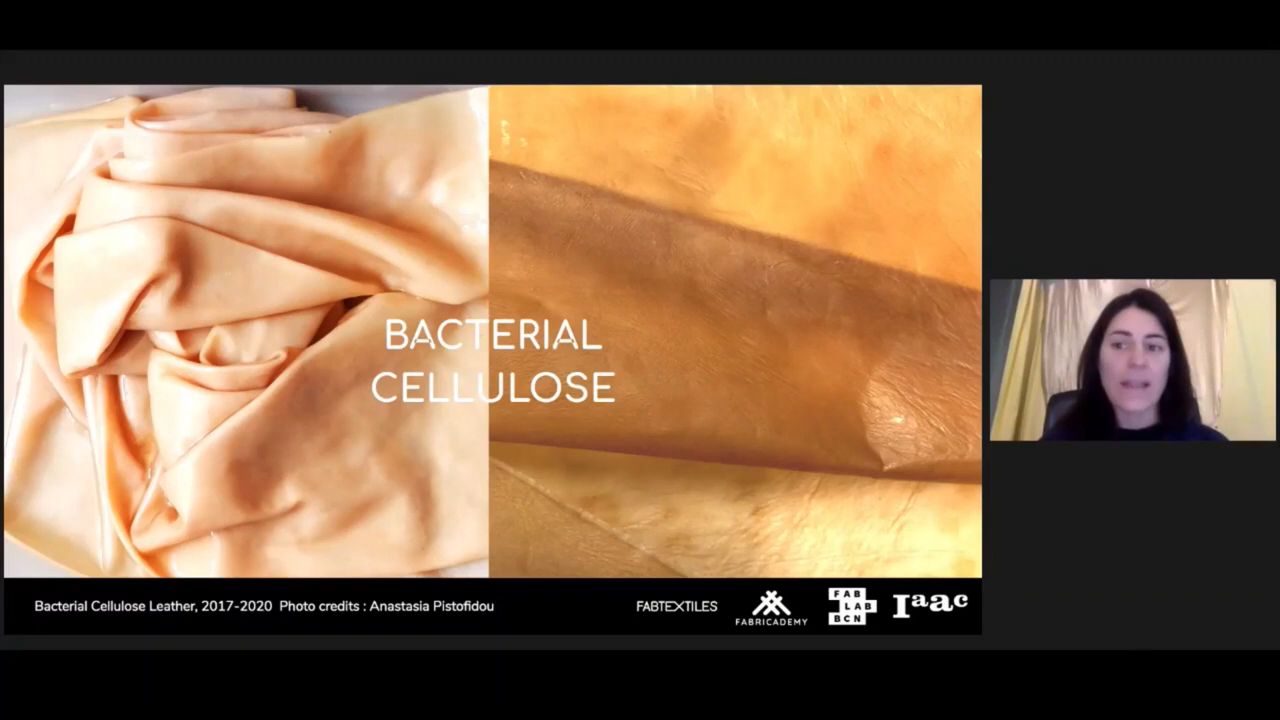 BACTERIAL
CELLULOSE
Bacterial Cellulose Leather, 2017-2020 Photo credits : Anastasia Pistofidou
FABTEXTILES
FABRICADEMY
FAB
LAB
BCN
Iaac